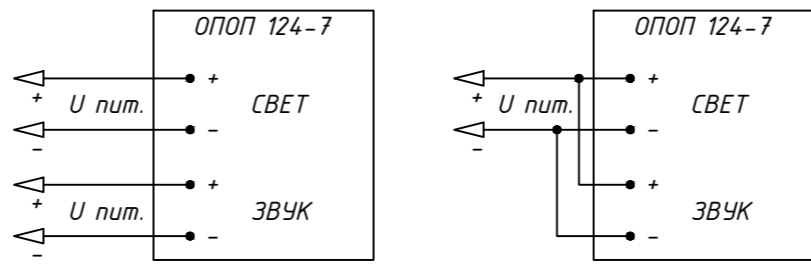 ОПОП 124-7
+
+ U пит. СВЕТ
-
-
+
+ U пит. ЗВУК
-
-
ОПОП 124-7
+
+ U пит. СВЕТ
-
-
+
ЗВУК
-